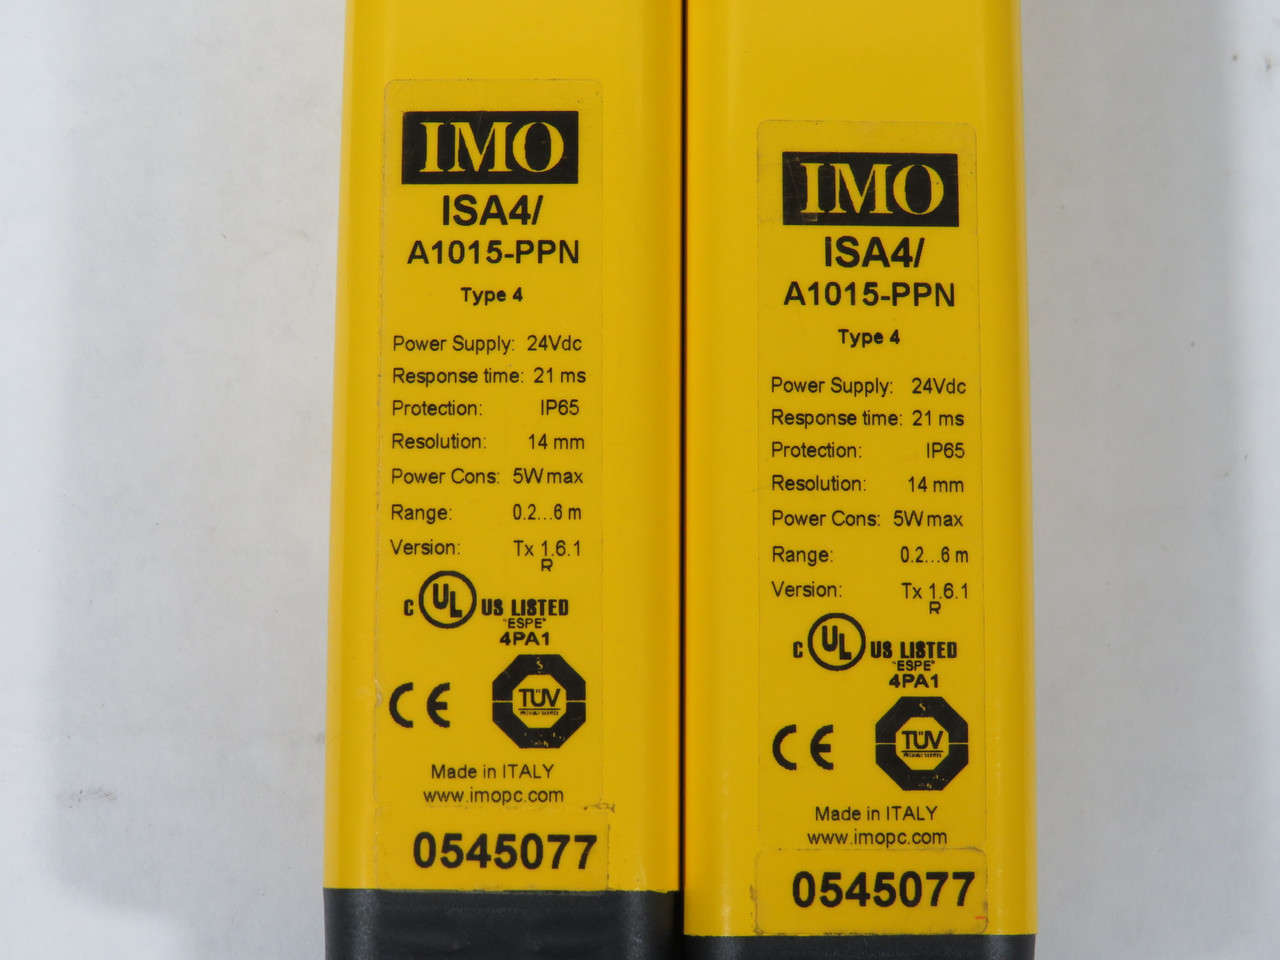 IMO
ISA4/
A1015-PPN
Type 4
Power Supply: 24Vdc
Response time: 21 ms
Protection: IP65
Resolution: 14 mm
Power Cons: 5W max
Range: 0.2...6 m
Version: Tx 1.6.1
R
C UL US LISTED
"ESPE"
4PA1
CE
S
TÜV
PRODUCT SERVICE
Made in ITALY
www.imopc.com
0545077
IMO
ISA4/
A1015-PPN
Type 4
Power Supply: 24Vdc
Response time: 21 ms
Protection: IP65
Resolution: 14 mm
Power Cons: 5W max
Range: 0.2...6 m
Version: Tx 1.6.1
R
C UL US LISTED
"ESPE"
4PA1
CE
S
TÜV
PRODUCT SERVICE
Made in ITALY
www.imopc.com
0545077